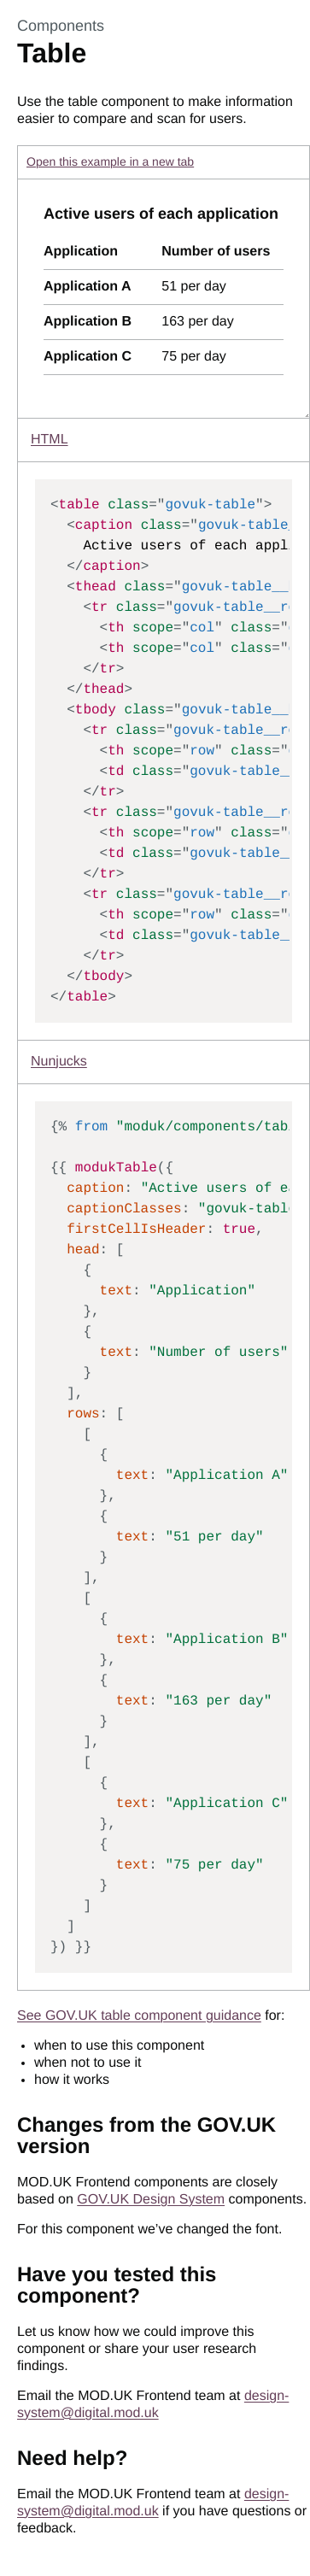 Components
Table
Use the table component to make information
easier to compare and scan for users.
Open this example in a new tab
Active users of each application
Application Number of users
Application A 51 per day
Application B 163 per day
Application C 75 per day
HTML
<table class="govuk-table">
<caption class="govuk-table
Active users of each appl
</caption>
<thead class="govuk-table__
<tr class="govuk-table__r
<th scope="col" class="
<th scope="col" class="
</tr>
</thead>
<tbody class="govuk-table__
<tr class="govuk-table__r
<th scope="row" class="
<td class="govuk-table_
</tr>
<tr class="govuk-table__r
<th scope="row" class="
<td class="govuk-table_
</tr>
<tr class="govuk-table__r
<th scope="row" class="
<td class="govuk-table_
</tr>
</tbody>
</table>
Nunjucks
{% from "moduk/components/tab
{{ modukTable({
caption: "Active users of e
captionClasses: "govuk-tabl
firstCellIsHeader: true,
head: [
{
text: "Application"
},
{
text: "Number of users"
}
],
rows: [
[
{
text: "Application A"
},
{
text: "51 per day"
}
],
[
{
text: "Application B"
},
{
text: "163 per day"
}
],
[
{
text: "Application C"
},
{
text: "75 per day"
}
]
]
}) }}
See GOV.UK table component guidance for:
• when to use this component
• when not to use it
• how it works
Changes from the GOV.UK
version
MOD.UK Frontend components are closely
based on GOV.UK Design System components.
For this component we’ve changed the font.
Have you tested this
component?
Let us know how we could improve this
component or share your user research
findings.
Email the MOD.UK Frontend team at design-
system@digital.mod.uk
Need help?
Email the MOD.UK Frontend team at design-
system@digital.mod.uk if you have questions or
feedback.